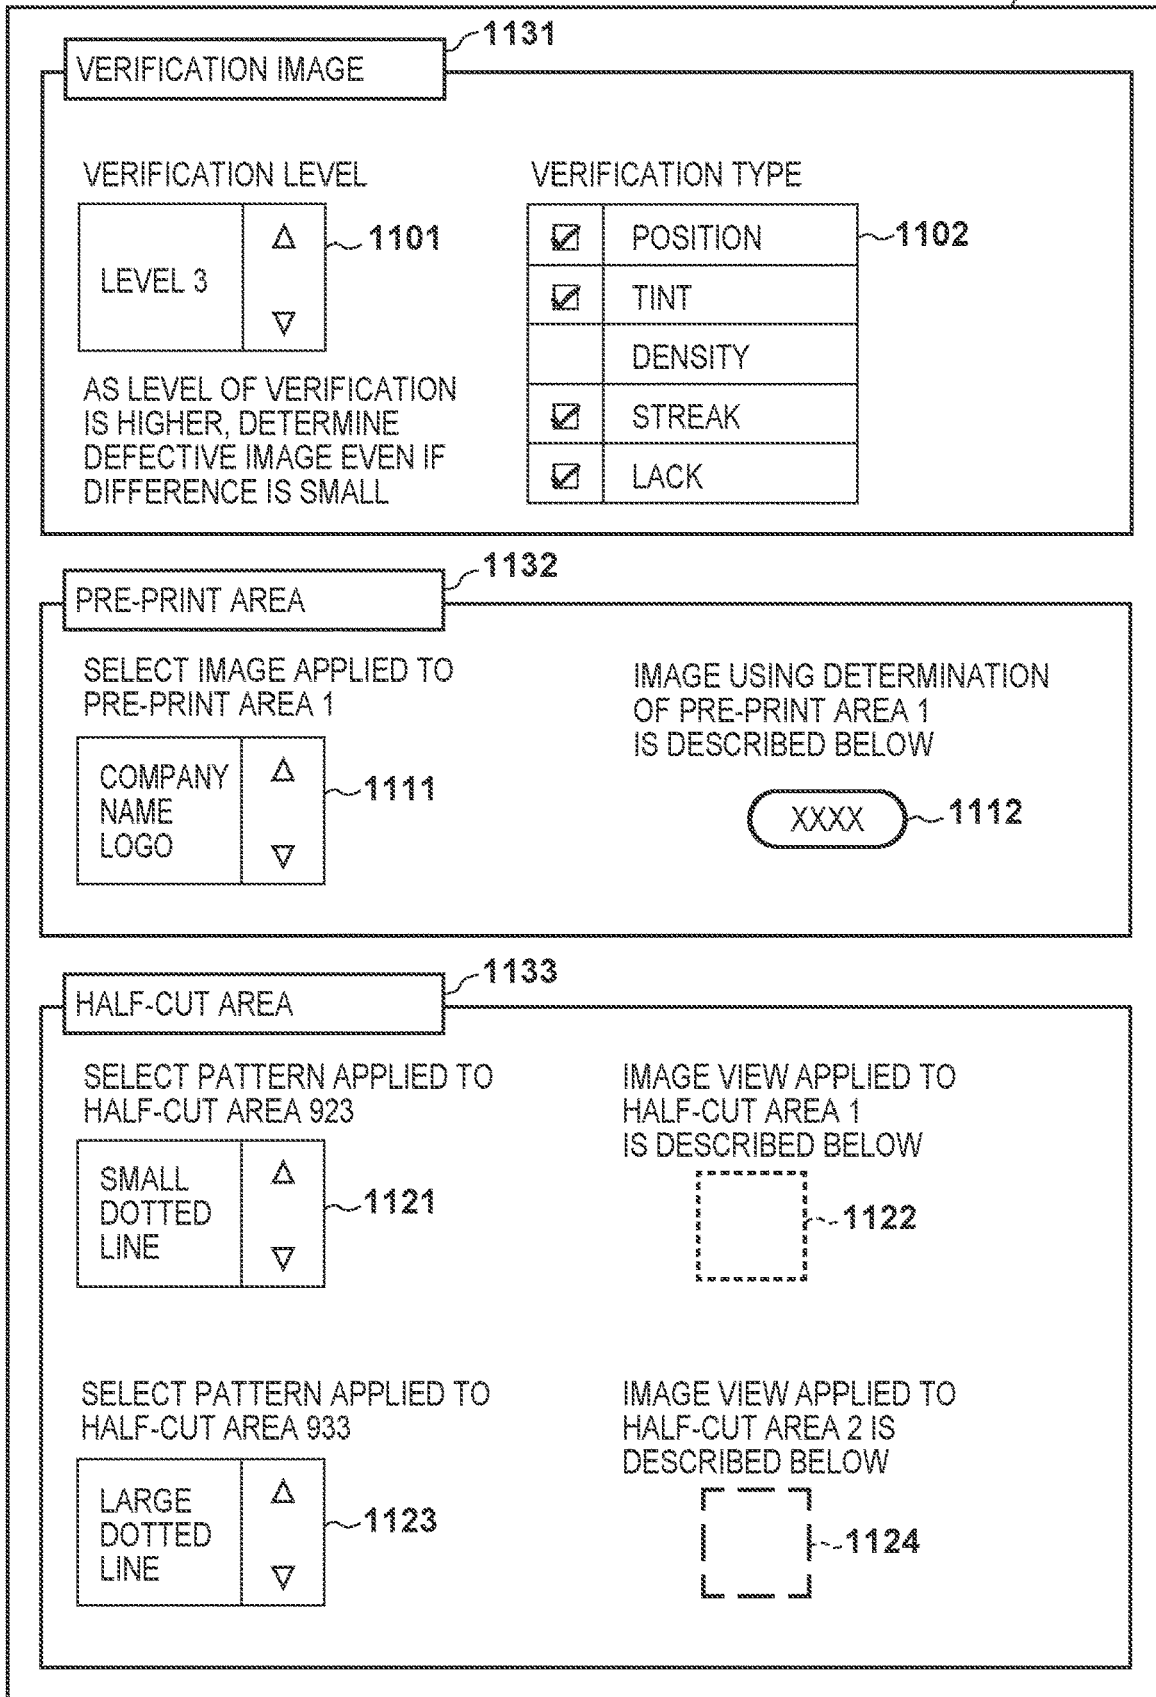 1131
VERIFICATION IMAGE
VERIFICATION LEVEL
LEVEL 3
1101
AS LEVEL OF VERIFICATION
IS HIGHER, DETERMINE
DEFECTIVE IMAGE EVEN IF
DIFFERENCE IS SMALL
VERIFICATION TYPE
POSITION
1102
TINT
DENSITY
STREAK
LACK
1132
PRE-PRINT AREA
SELECT IMAGE APPLIED TO
PRE-PRINT AREA 1
COMPANY
NAME
LOGO
1111
IMAGE USING DETERMINATION
OF PRE-PRINT AREA 1
IS DESCRIBED BELOW
XXXX
1112
1133
HALF-CUT AREA
SELECT PATTERN APPLIED TO
HALF-CUT AREA 923
SMALL
DOTTED
LINE
1121
IMAGE VIEW APPLIED TO
HALF-CUT AREA 1
IS DESCRIBED BELOW
1122
SELECT PATTERN APPLIED TO
HALF-CUT AREA 933
LARGE
DOTTED
LINE
1123
IMAGE VIEW APPLIED TO
HALF-CUT AREA 2 IS
DESCRIBED BELOW
1124